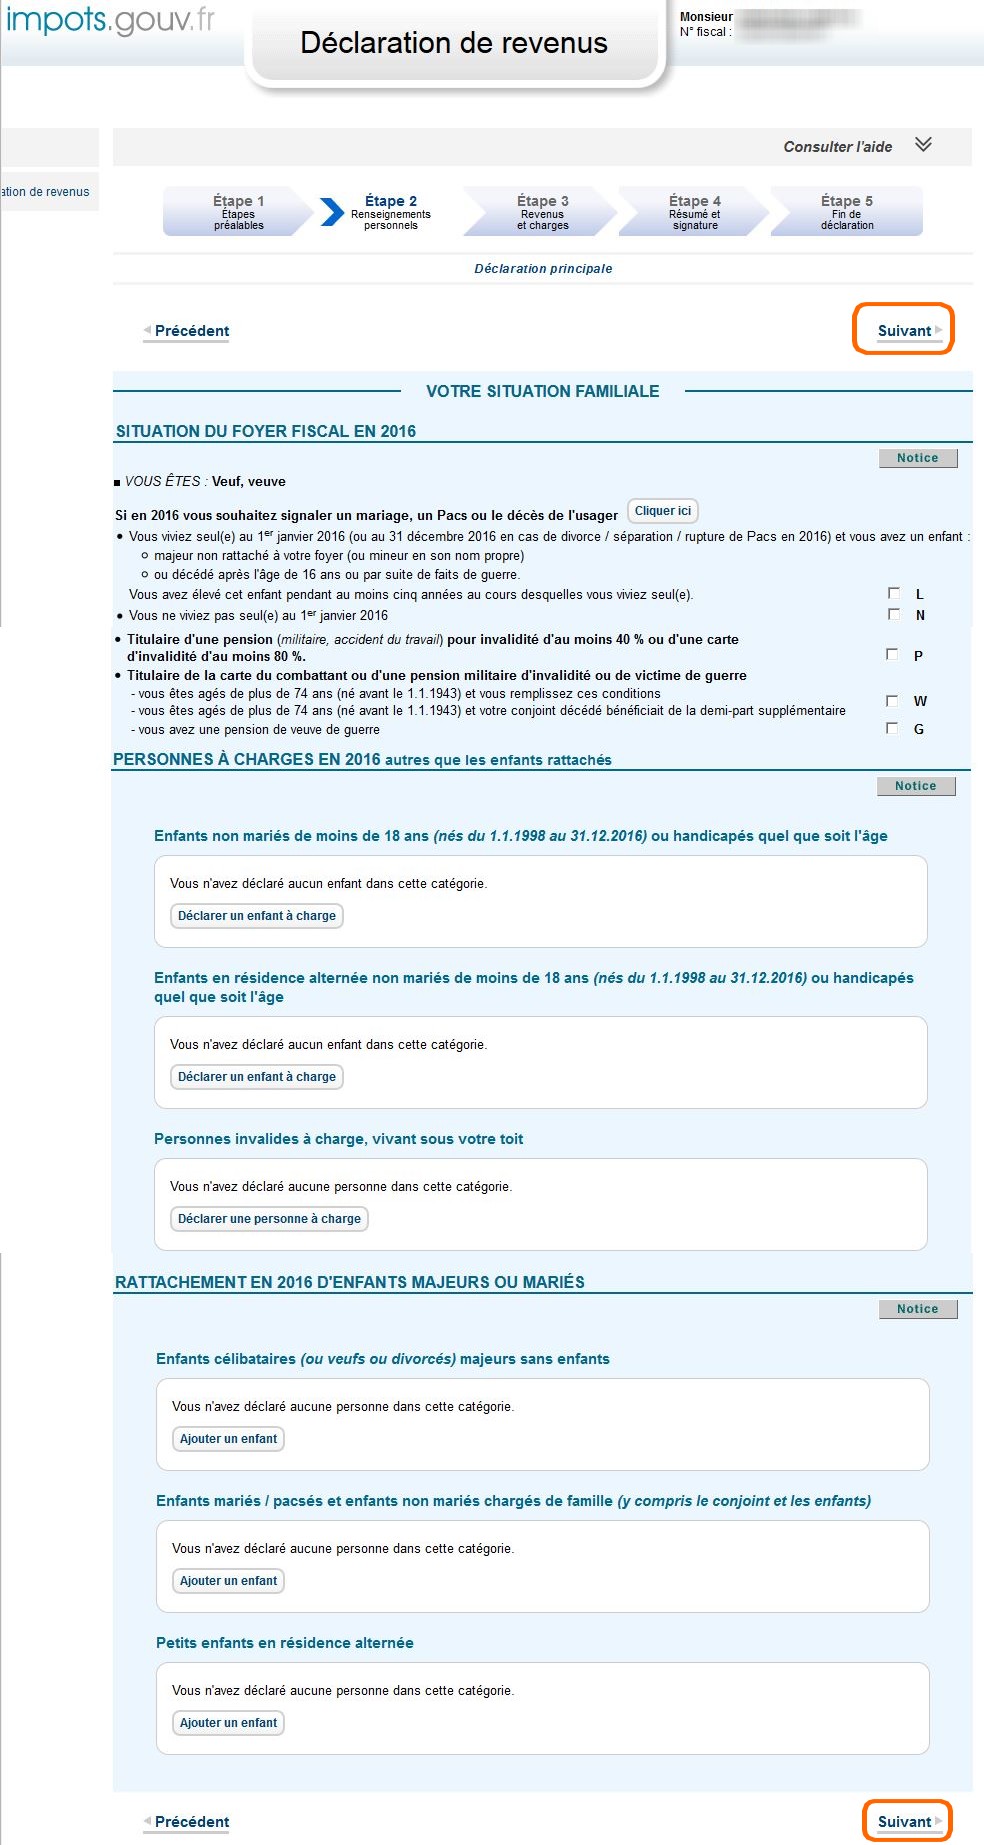 impots.gouv.fr
Déclaration de revenus
Monsieur
N° fiscal :
Consulter l'aide
ation de revenus
Étape 1
Étapes
préalables
Étape 2
Renseignements
personnels
Étape 3
Revenus
et charges
Étape 4
Résumé et
signature
Étape 5
Fin de
déclaration
Déclaration principale
Précédent
Suivant
VOTRE SITUATION FAMILIALE
SITUATION DU FOYER FISCAL EN 2016
Notice
VOUS ÊTES : Veuf, veuve
Si en 2016 vous souhaitez signaler un mariage, un Pacs ou le décès de l'usager Cliquer ici
• Vous viviez seul(e) au 1er janvier 2016 (ou au 31 décembre 2016 en cas de divorce / séparation / rupture de Pacs en 2016) et vous avez un enfant :
majeur non rattaché à votre foyer (ou mineur en son nom propre)
ou décédé après l'âge de 16 ans ou par suite de faits de guerre.
Vous avez élevé cet enfant pendant au moins cinq années au cours desquelles vous viviez seul(e). L
• Vous ne viviez pas seul(e) au 1er janvier 2016 N
• Titulaire d'une pension (militaire, accident du travail) pour invalidité d'au moins 40 % ou d'une carte
d'invalidité d'au moins 80 %. P
• Titulaire de la carte du combattant ou d'une pension militaire d'invalidité ou de victime de guerre
- vous êtes agés de plus de 74 ans (né avant le 1.1.1943) et vous remplissez ces conditions
- vous êtes agés de plus de 74 ans (né avant le 1.1.1943) et votre conjoint décédé bénéficiait de la demi-part supplémentaire W
- vous avez une pension de veuve de guerre G
PERSONNES À CHARGES EN 2016 autres que les enfants rattachés
Notice
Enfants non mariés de moins de 18 ans (nés du 1.1.1998 au 31.12.2016) ou handicapés quel que soit l'âge
Vous n'avez déclaré aucun enfant dans cette catégorie.
Déclarer un enfant à charge
Enfants en résidence alternée non mariés de moins de 18 ans (nés du 1.1.1998 au 31.12.2016) ou handicapés
quel que soit l'âge
Vous n'avez déclaré aucun enfant dans cette catégorie.
Déclarer un enfant à charge
Personnes invalides à charge, vivant sous votre toit
Vous n'avez déclaré aucune personne dans cette catégorie.
Déclarer une personne à charge
RATTACHEMENT EN 2016 D'ENFANTS MAJEURS OU MARIÉS
Notice
Enfants célibataires (ou veufs ou divorcés) majeurs sans enfants
Vous n'avez déclaré aucune personne dans cette catégorie.
Ajouter un enfant
Enfants mariés / pacsés et enfants non mariés chargés de famille (y compris le conjoint et les enfants)
Vous n'avez déclaré aucune personne dans cette catégorie.
Ajouter un enfant
Petits enfants en résidence alternée
Vous n'avez déclaré aucune personne dans cette catégorie.
Ajouter un enfant
Précédent
Suivant